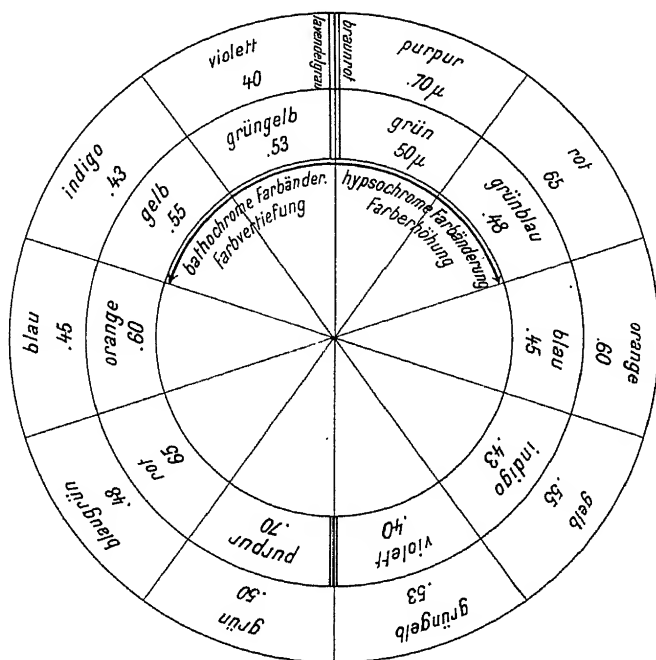 violett
40
lavendelgrau
braunrot
purpur
.70µ
rot
65
orange
.60
gelb
.55
grüngelb
.53
grün
.50
blaugrün
.48
blau
.45
indigo
.43
grüngelb
.53
grün
50µ
grünblau
.48
blau
.45
indigo
.43
violett
.40
purpur
.70
rot
65
orange
.60
gelb
.55
bathochrome Farbänder.
Farbvertiefung
hypsochrome Farbänderung
Farberhöhung